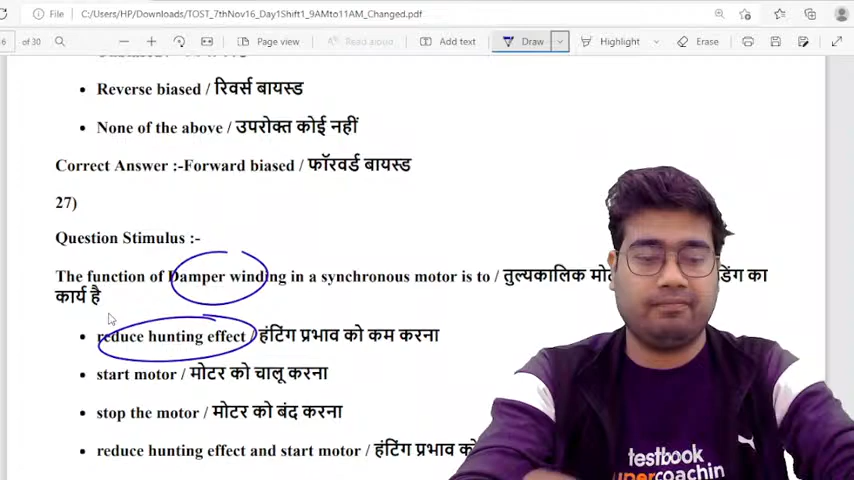 C:/Users/HP/Downloads/TOST_7thNov16_Day1Shift1_9AMto11AM_Changed.pdf
6 of 30 Read aloud Add text Draw Highlight Erase
• Reverse biased / रिवर्स बायस्ड
• None of the above / उपरोक्त कोई नहीं
Correct Answer :-Forward biased / फॉरवर्ड बायस्ड
27)
Question Stimulus :-
The function of Damper winding in a synchronous motor is to / तुल्यकालिक का
कार्य है
• reduce hunting effect / हंटिंग प्रभाव को कम करना
• start motor / मोटर को चालू करना
• stop the motor / मोटर को बंद करना
• reduce hunting effect and start motor / हंटिंग प्रभाव
testbook
supercoachin